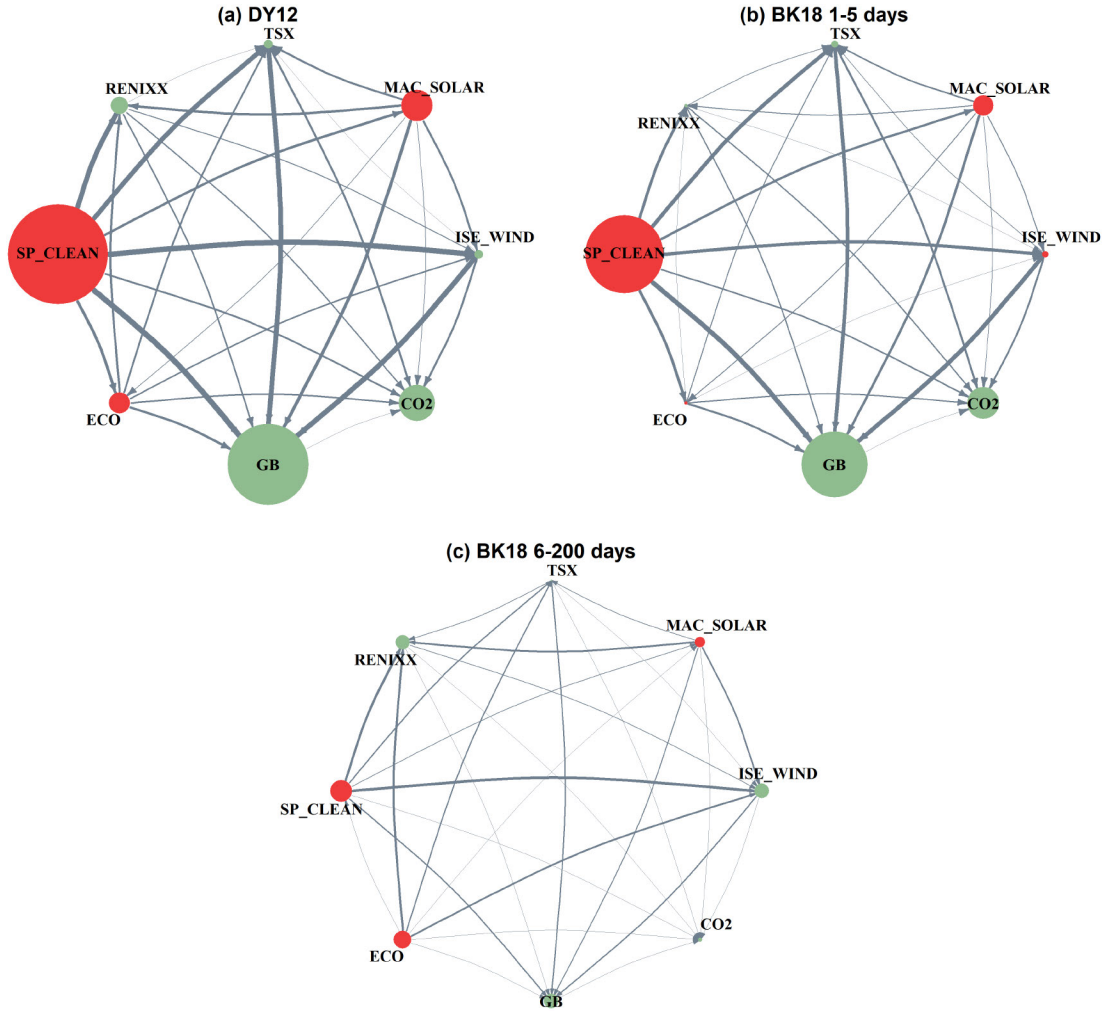 (a) DY12
TSX
MAC_SOLAR
RENIXX
ISE_WIND
SP_CLEAN
CO2
ECO
GB
(b) BK18 1-5 days
TSX
MAC_SOLAR
RENIXX
ISE_WIND
SP_CLEAN
CO2
ECO
GB
(c) BK18 6-200 days
TSX
MAC_SOLAR
RENIXX
ISE_WIND
SP_CLEAN
CO2
ECO
GB